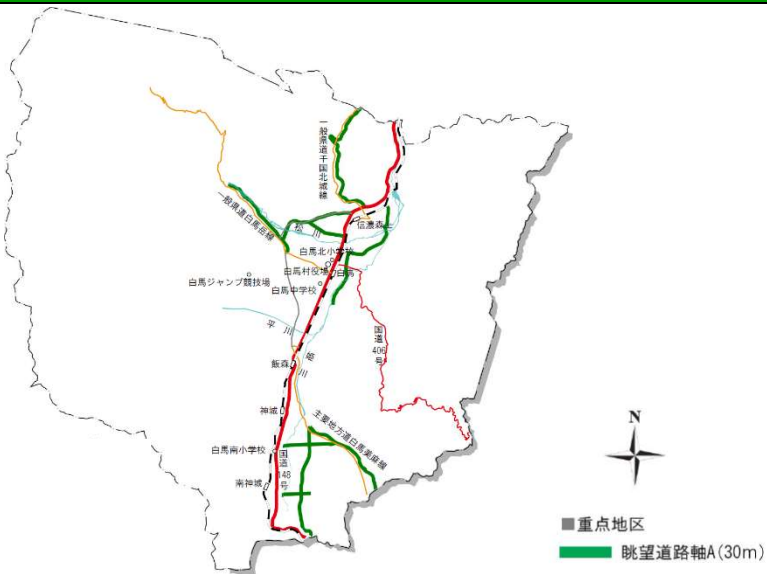 一般県道千国北城線
一般県道白馬岳線
松川
信濃森上
白馬北小学校
白馬村役場
白馬
白馬ジャンプ競技場
白馬中学校
平川
姫川
国道406号
飯森
神城
主要地方道白馬美麻線
白馬南小学校
国道148号
南神城
N
■重点地区
眺望道路軸A(30m)